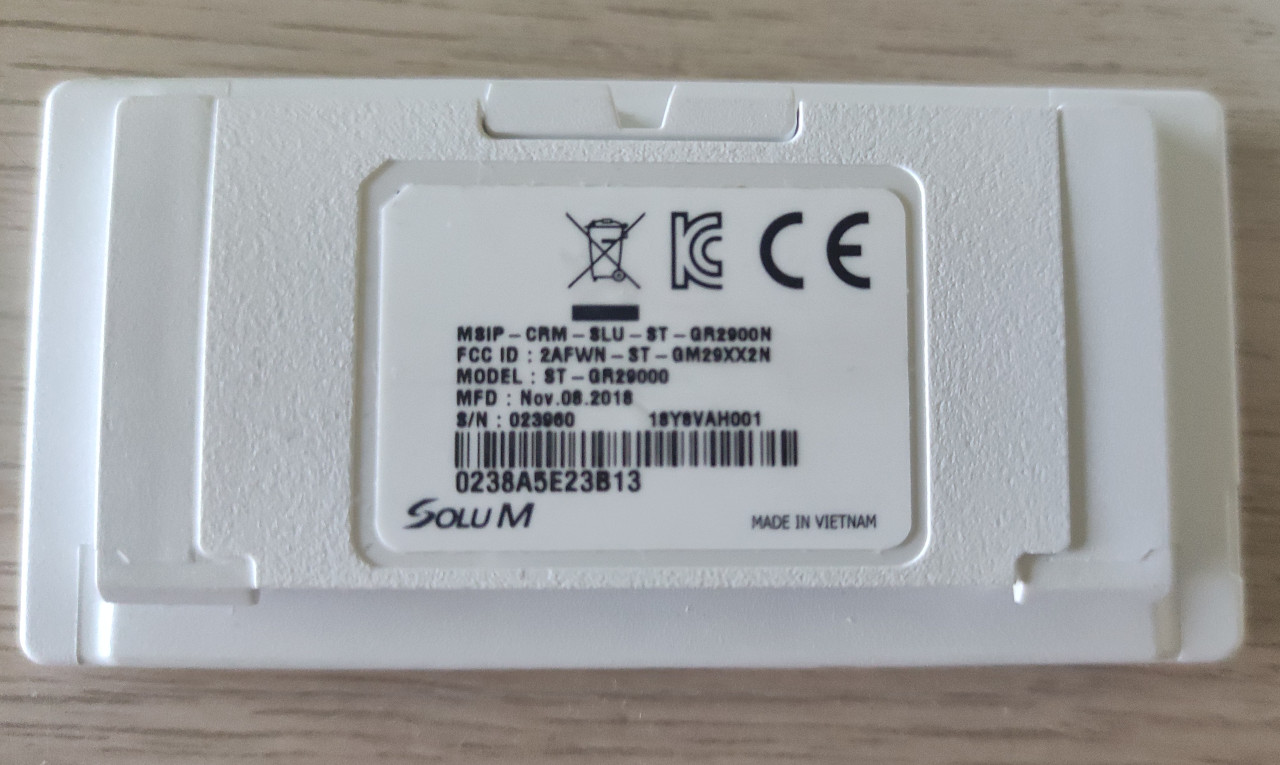 CE
MSIP-CRM-SLU-ST-GR2900N
FCC ID : 2AFWN-ST-GM29XX2N
MODEL : ST-GR29000
MFD : Nov.08.2018
S/N : 023960 18Y8VAH001
0238A5E23B13
SOLUM
MADE IN VIETNAM